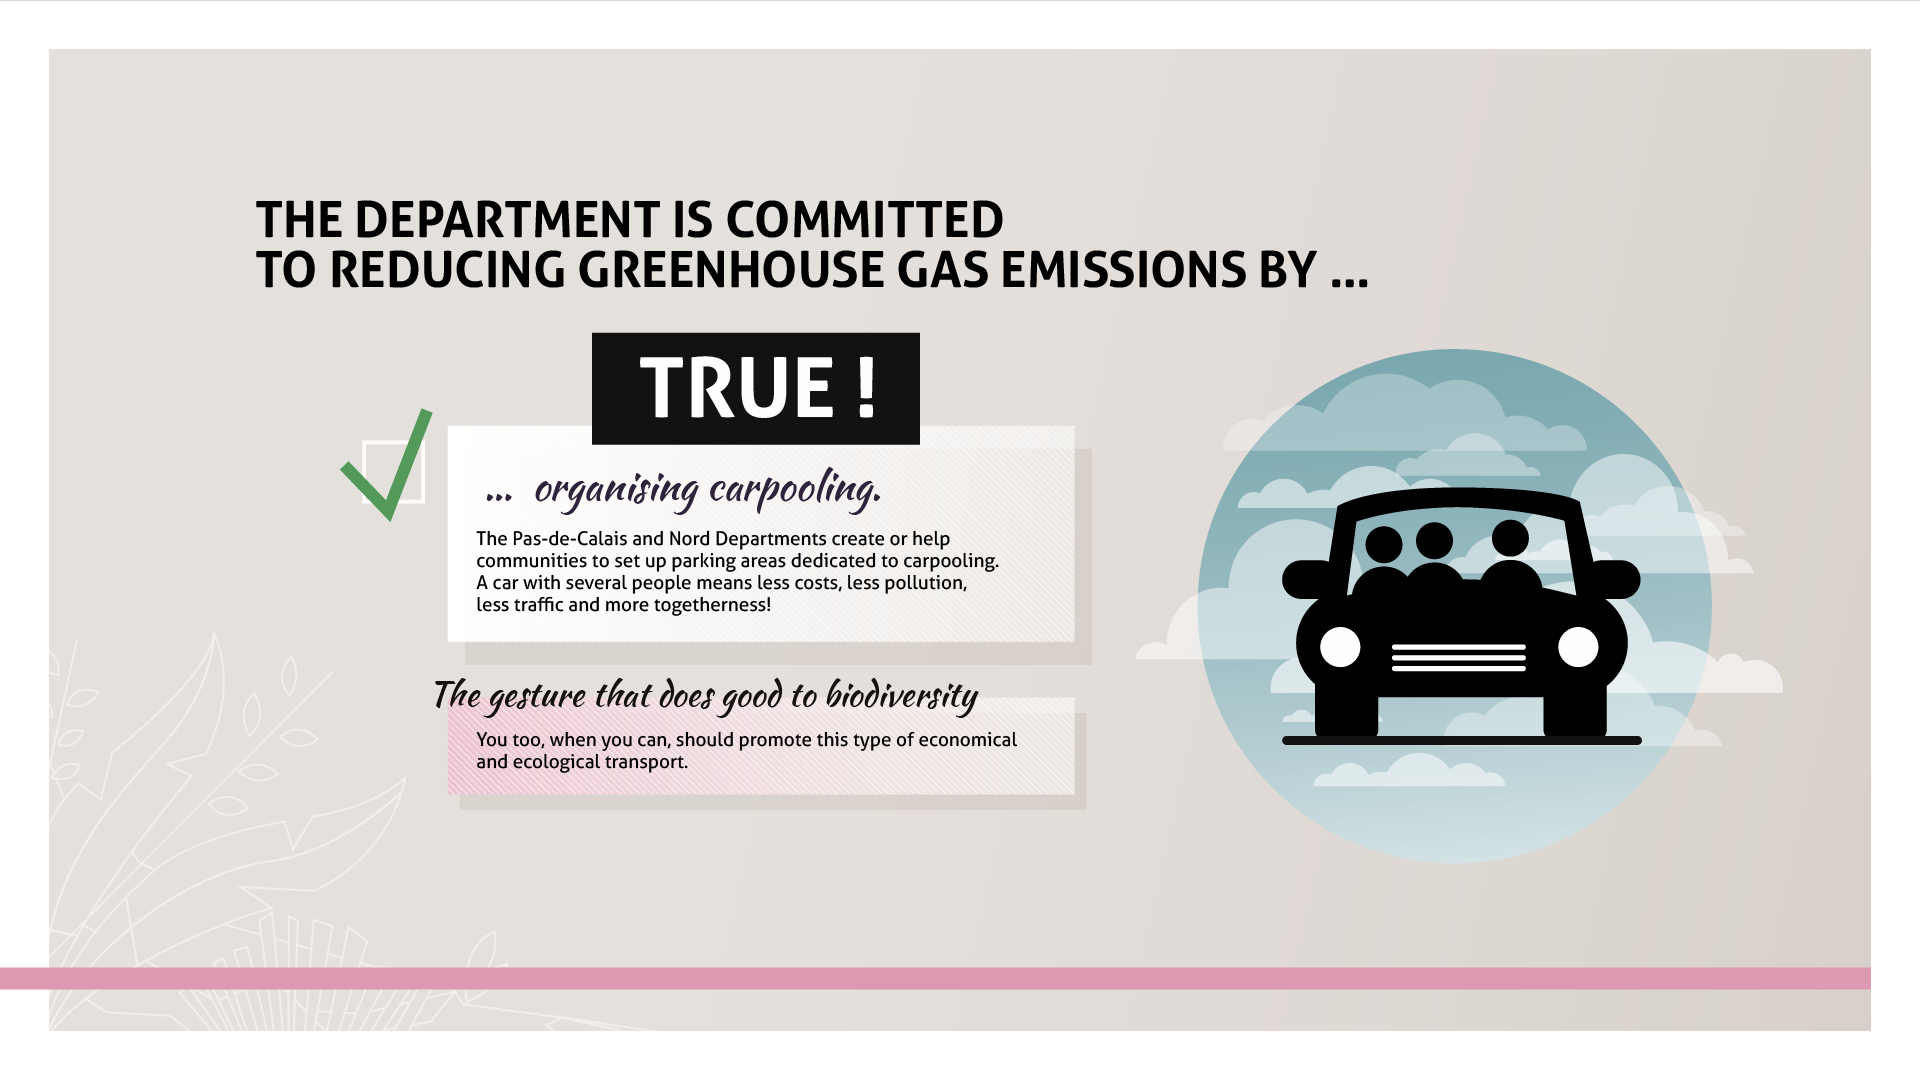 THE DEPARTMENT IS COMMITTED
TO REDUCING GREENHOUSE GAS EMISSIONS BY ...
TRUE !
... organising carpooling.
The Pas-de-Calais and Nord Departments create or help
communities to set up parking areas dedicated to carpooling.
A car with several people means less costs, less pollution,
less traffic and more togetherness!
The gesture that does good to biodiversity
You too, when you can, should promote this type of economical
and ecological transport.